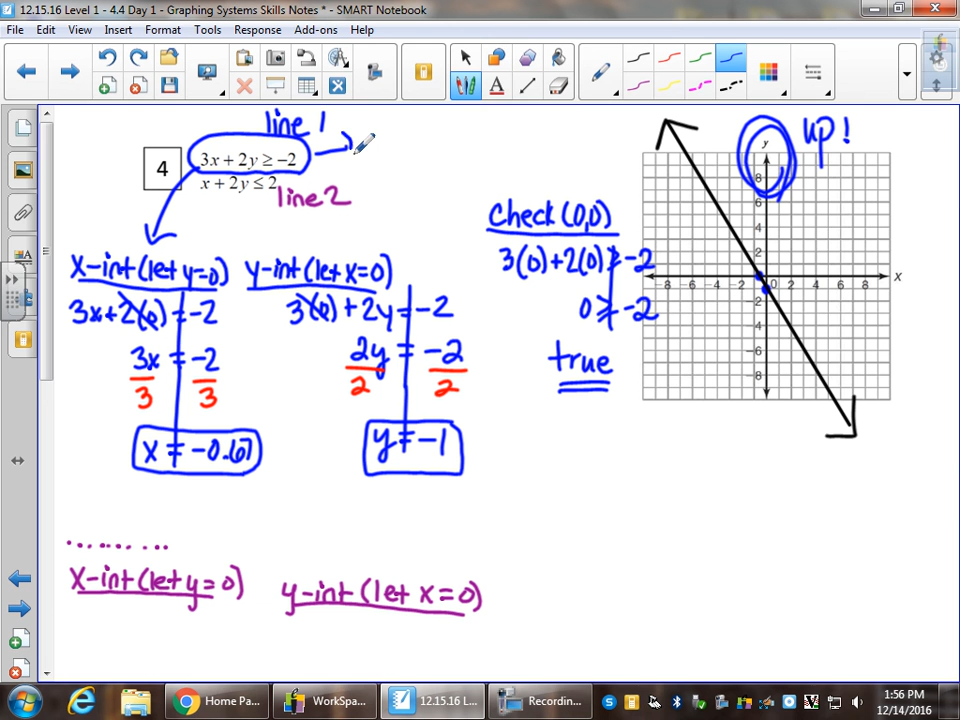 12.15.16 Level 1 - 4.4 Day 1 - Graphing Systems Skills Notes * - SMART Notebook
File Edit View Insert Format Tools Response Add-ons Help
line 1
up!
4
3x + 2y ≥ −2
x + 2y ≤ 2
line 2
y
x
8
6
4
2
-8 -6 -4 -2 0 2 4 6 8
-2
-4
-6
-8
check (0,0)
3(0)+2(0) ≥ -2
0 ≥ -2
true
x-int (let y=0) y-int (let x=0)
3x+2(0) = -2 3(0) + 2y = -2
3x = -2 2y = -2
3 3 2 2
x = -0.67 y = -1
x-int (let y=0) y-int (let x=0)
Home Pa... WorkSpa... 12.15.16 L... Recordin...
1:56 PM
12/14/2016